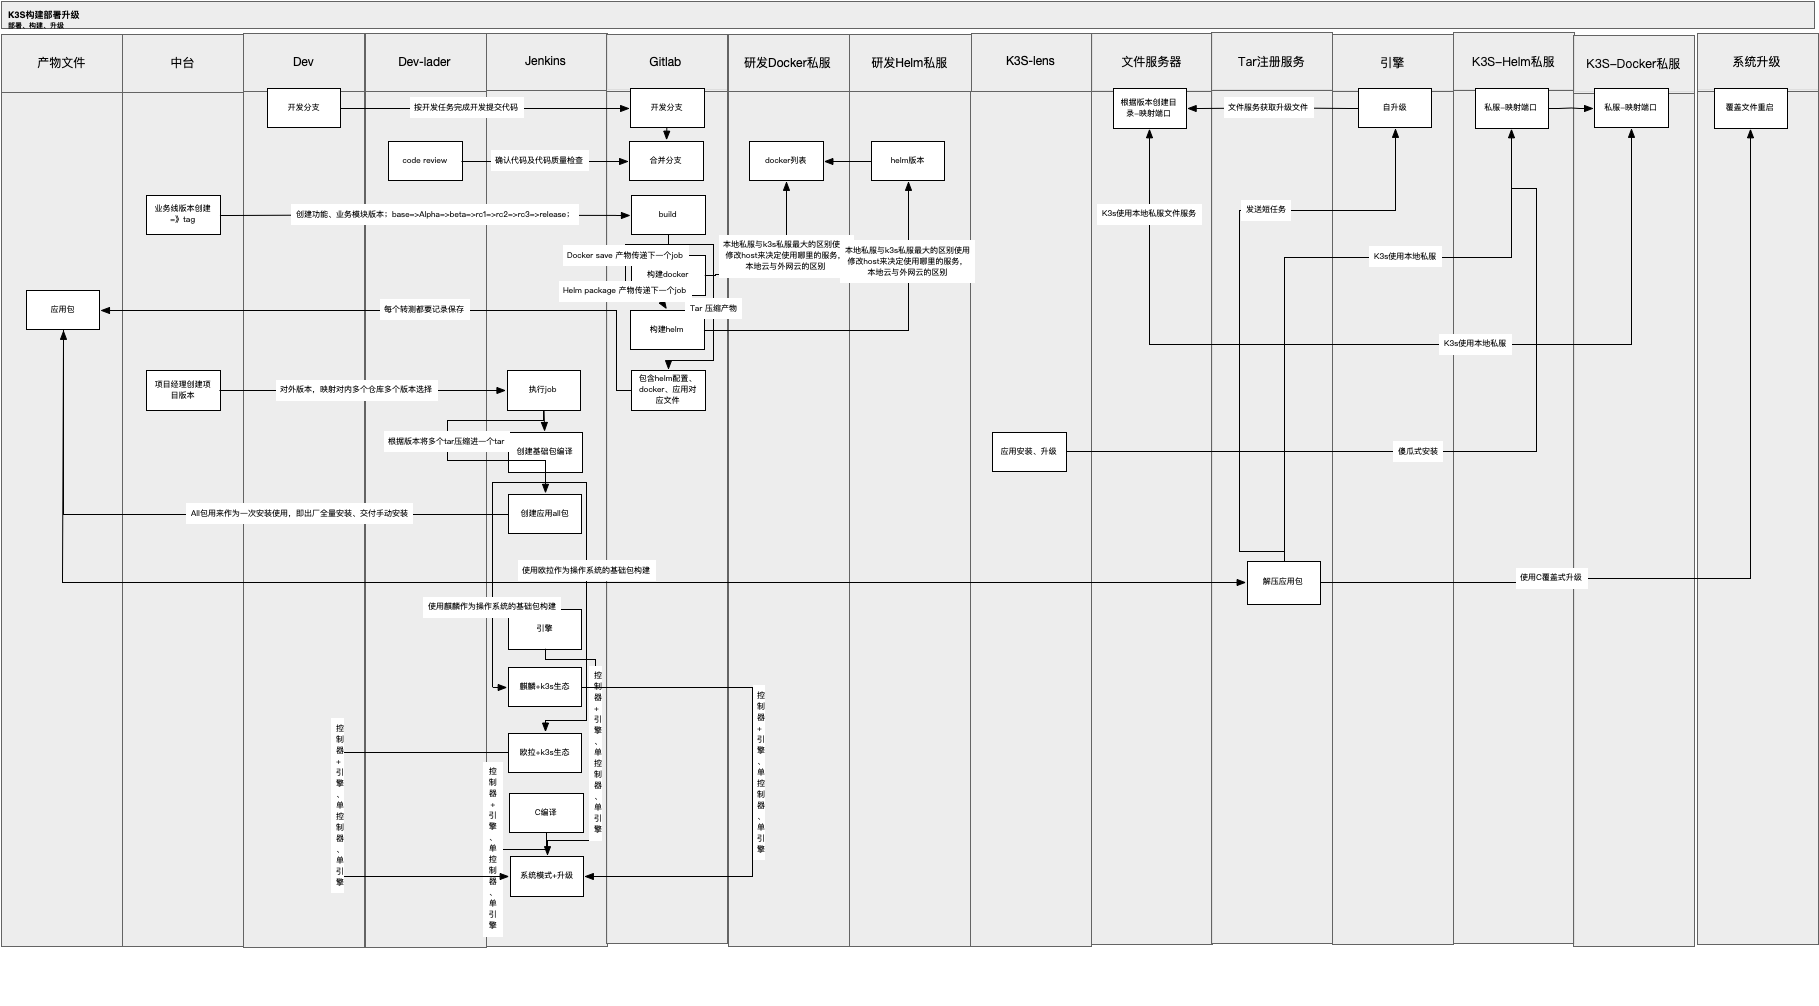 K3S构建部署升级
部署、构建、升级
产物文件
中台
Dev
Dev-lader
Jenkins
Gitlab
研发Docker私服
研发Helm私服
K3S-lens
文件服务器
Tar注册服务
引擎
K3S-Helm私服
K3S-Docker私服
系统升级
开发分支
按开发任务完成开发提交代码
开发分支
根据版本创建目
录-映射端口
文件服务获取升级文件
自升级
私服-映射端口
私服-映射端口
覆盖文件重启
code review
确认代码及代码质量检查
合并分支
docker列表
helm版本
业务线版本创建
=》tag
创建功能、业务模块版本；base=>Alpha=>beta=>rc1=>rc2=>rc3=>release；
build
K3s使用本地私服文件服务
发送短任务
Docker save 产物传递下一个job
构建docker
Helm package 产物传递下一个job
本地私服与k3s私服最大的区别使
修改host来决定使用哪里的服务，
本地云与外网云的区别
本地私服与k3s私服最大的区别使用
修改host来决定使用哪里的服务，
本地云与外网云的区别
K3s使用本地私服
应用包
每个转测都要记录保存
Tar 压缩产物
构建helm
K3s使用本地私服
项目经理创建项
目版本
对外版本，映射对内多个仓库多个版本选择
执行job
包含helm配置、
docker、应用对
应文件
根据版本将多个tar压缩进一个tar
创建基础包编译
应用安装、升级
傻瓜式安装
All包用来作为一次安装使用，即出厂全量安装、交付手动安装
创建应用all包
使用欧拉作为操作系统的基础包构建
解压应用包
使用C覆盖式升级
使用麒麟作为操作系统的基础包构建
引擎
麒麟+k3s生态
控制器+引擎、单控制器、单引擎
控制器+引擎、单控制器、单引擎
控制器+引擎、单控制器、单引擎
欧拉+k3s生态
控制器+引擎、单控制器、单引擎
C编译
系统模式+升级